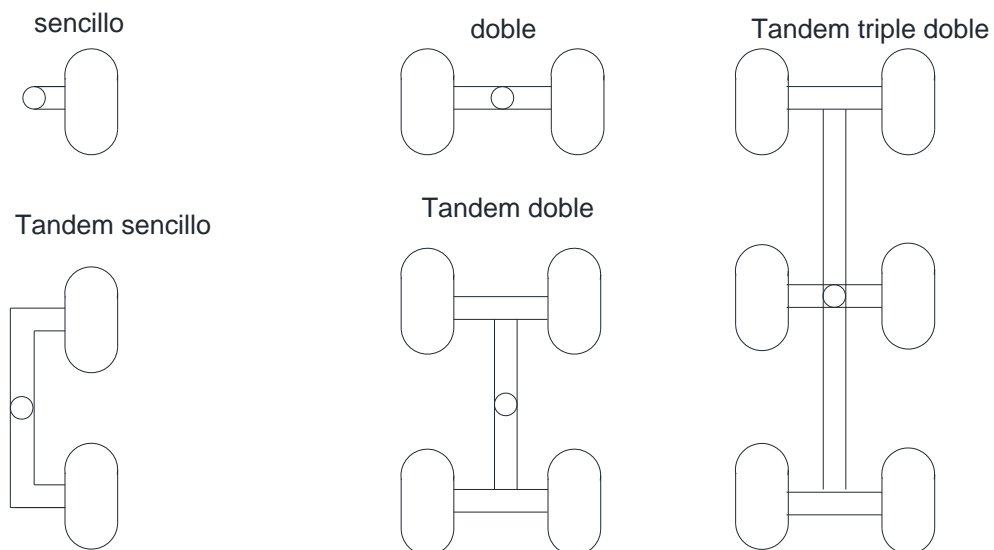 sencillo
doble
Tandem triple doble
Tandem sencillo
Tandem doble